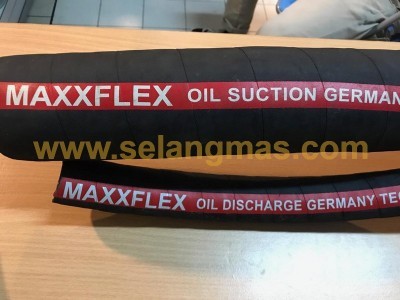 MAXXFLEX OIL SUCTION GERMAN
www.selangmas.com
MAXXFLEX OIL DISCHARGE GERMANY TE